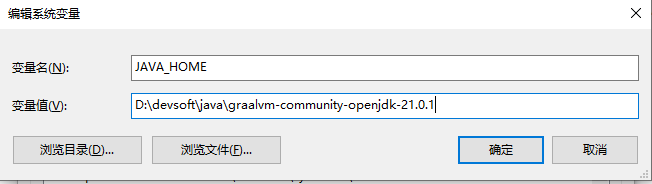 编辑系统变量
变量名(N):
JAVA_HOME
变量值(V):
D:\devsoft\java\graalvm-community-openjdk-21.0.1
浏览目录(D)...
浏览文件(F)...
确定
取消